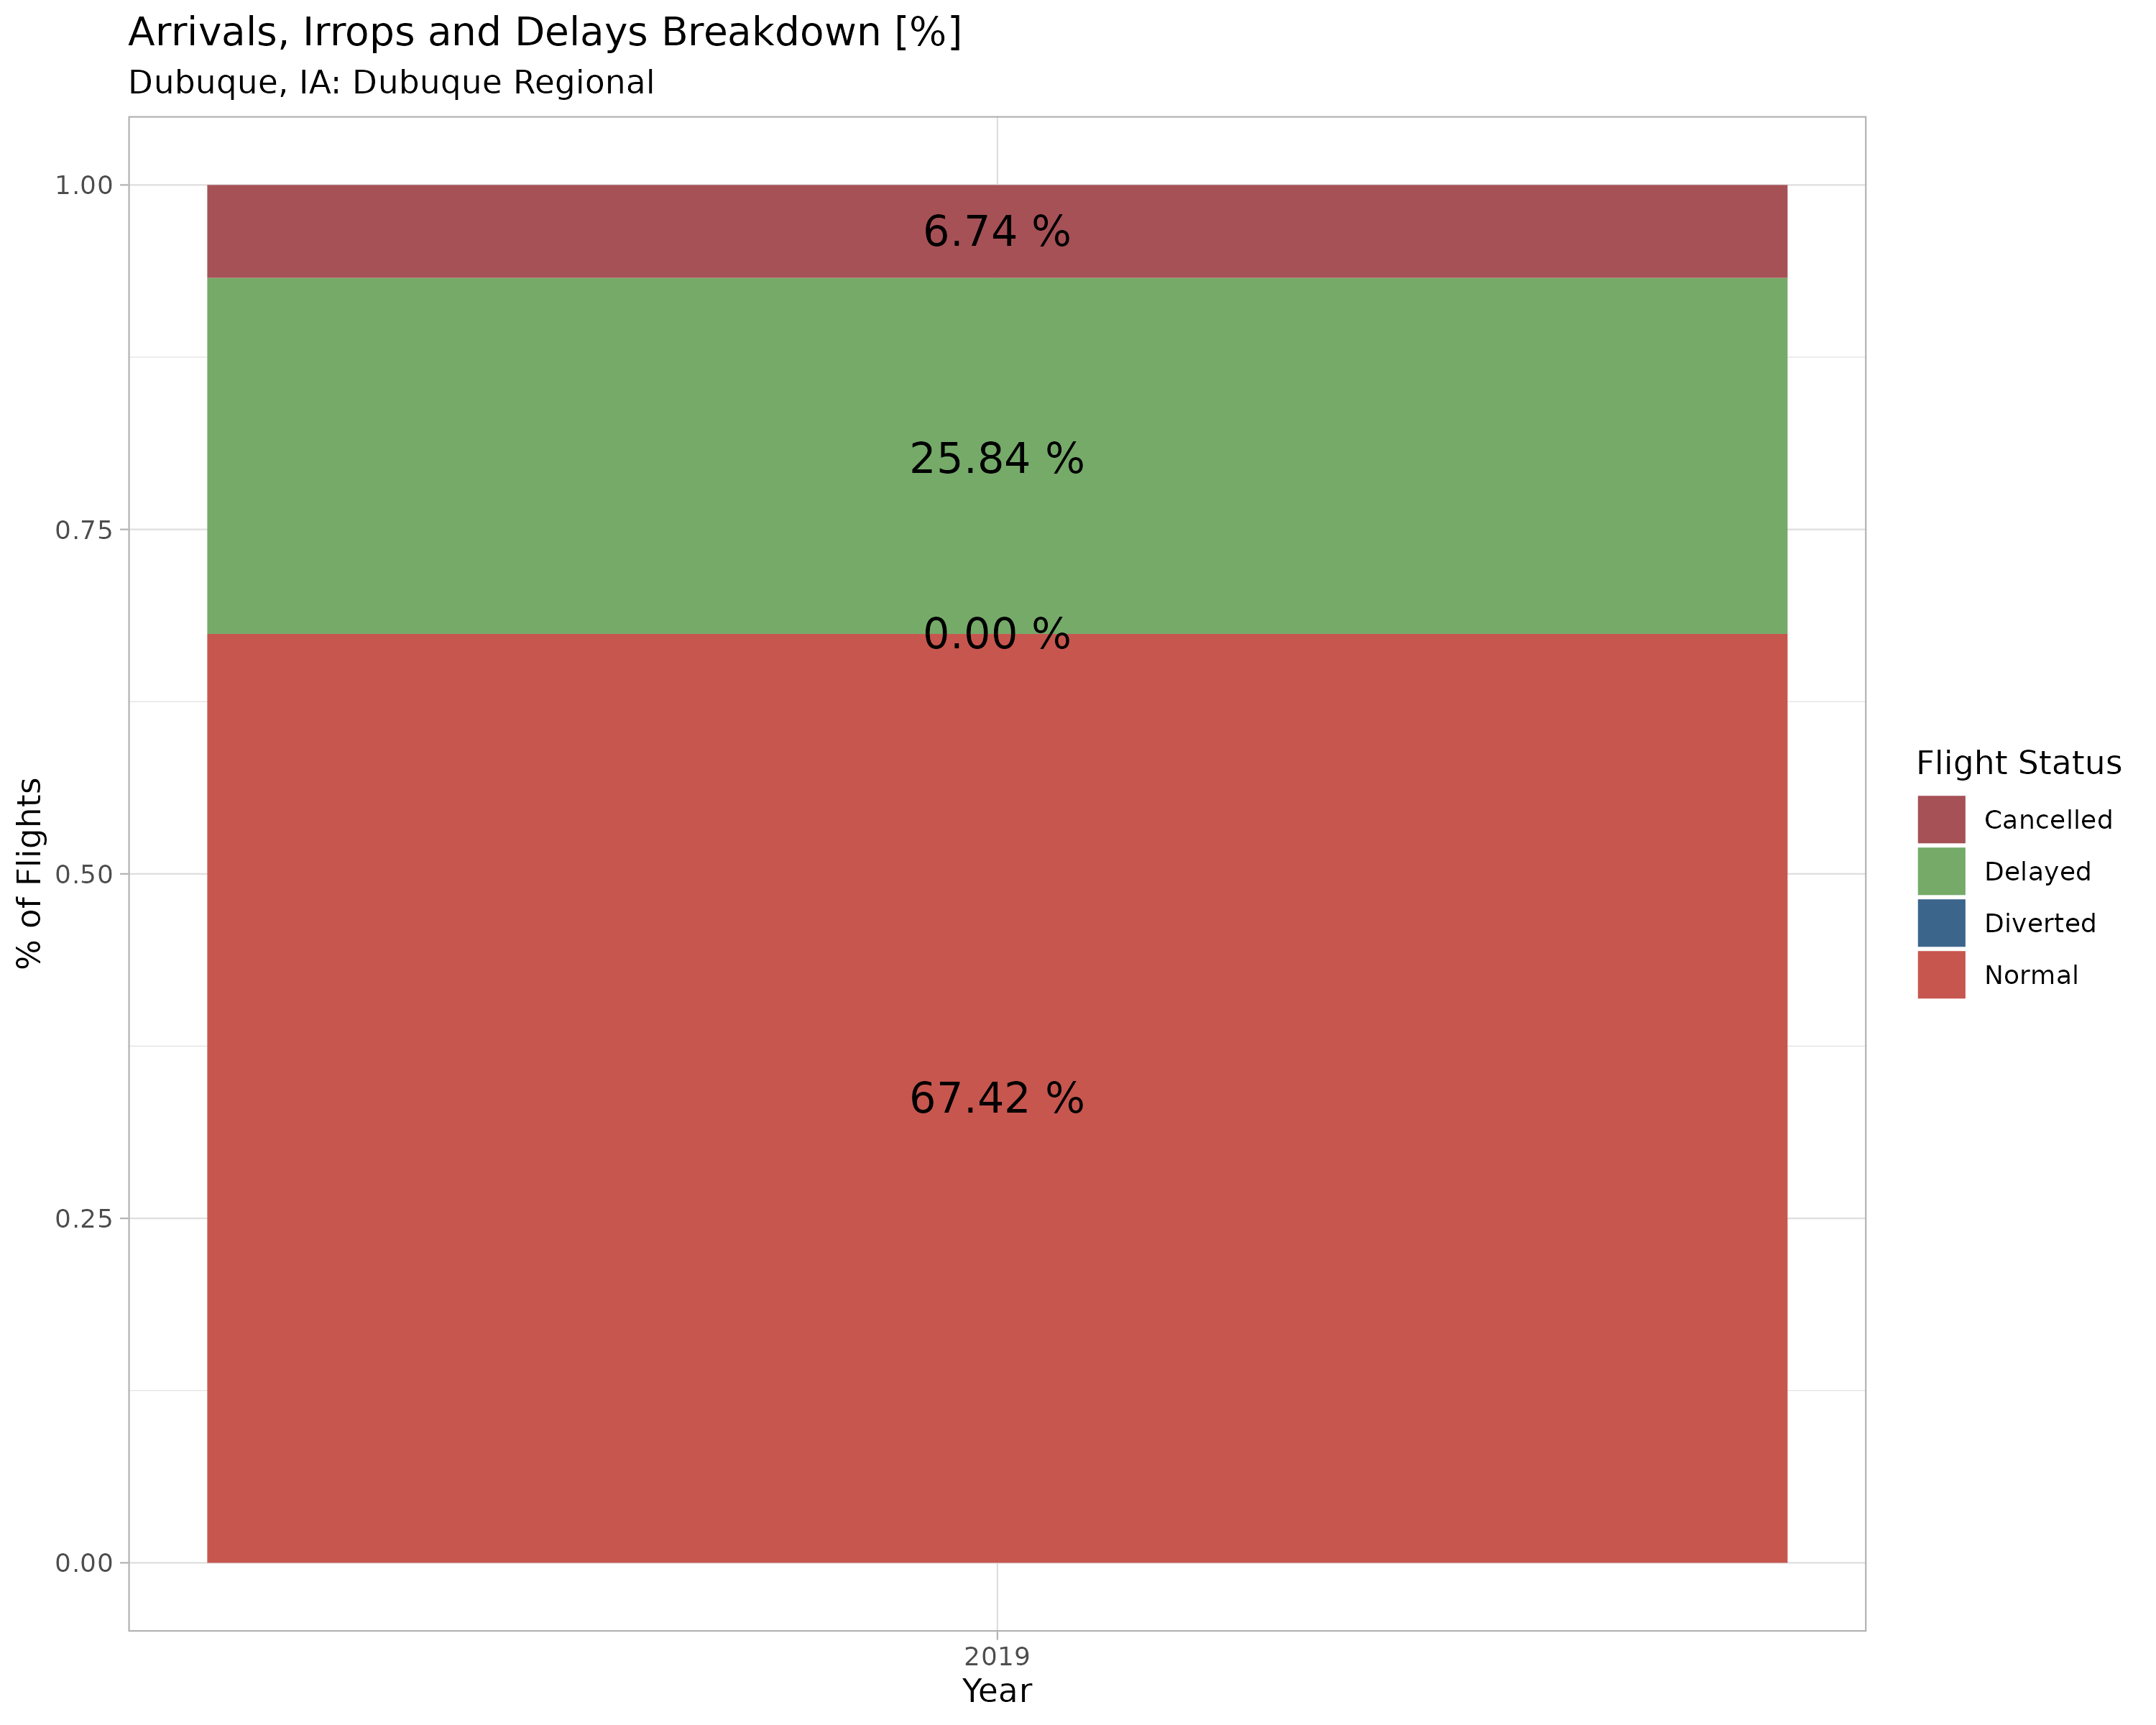 Arrivals, Irrops and Delays Breakdown [%]
Dubuque, IA: Dubuque Regional
% of Flights
1.00
0.75
0.50
0.25
0.00
6.74 %
25.84 %
0.00 %
67.42 %
2019
Year
Flight Status
Cancelled
Delayed
Diverted
Normal